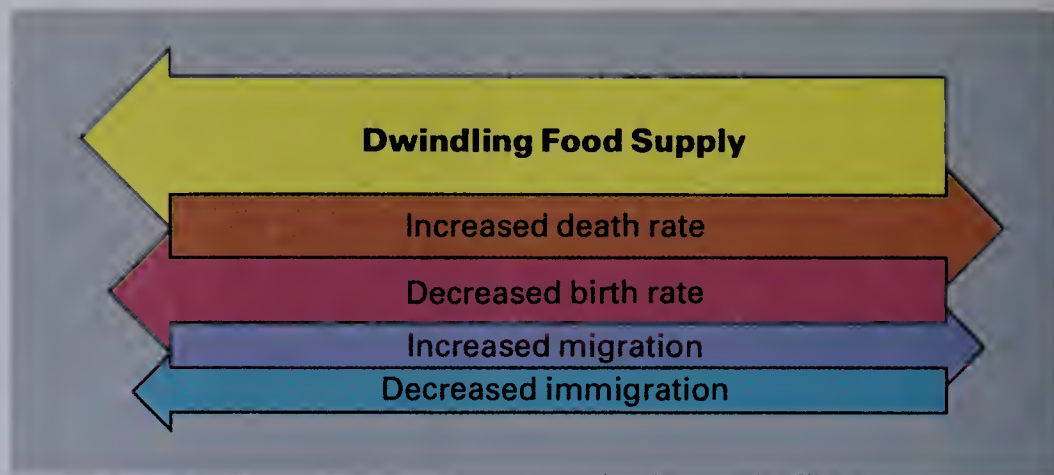 Dwindling Food Supply
Increased death rate
Decreased birth rate
Increased migration
Decreased immigration